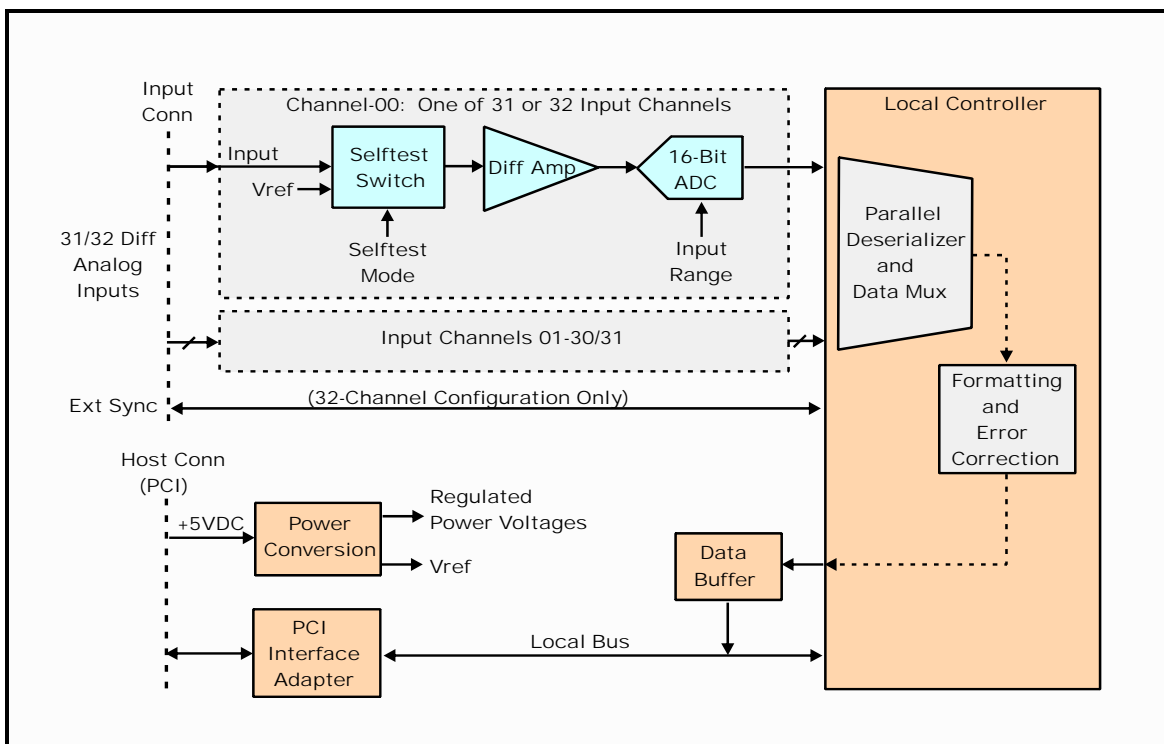 Input
Conn
Channel-00:  One of 31 or 32 Input Channels
Local Controller
Input
Vref
Selftest
Switch
Diff Amp
16-Bit
ADC
Selftest
Mode
Input
Range
31/32 Diff
Analog
Inputs
Parallel
Deserializer
and
Data Mux
Input Channels 01-30/31
Ext Sync
(32-Channel Configuration Only)
Formatting
and
Error
Correction
Host Conn
(PCI)
+5VDC
Power
Conversion
Regulated
Power Voltages
Vref
Data
Buffer
PCI
Interface
Adapter
Local Bus